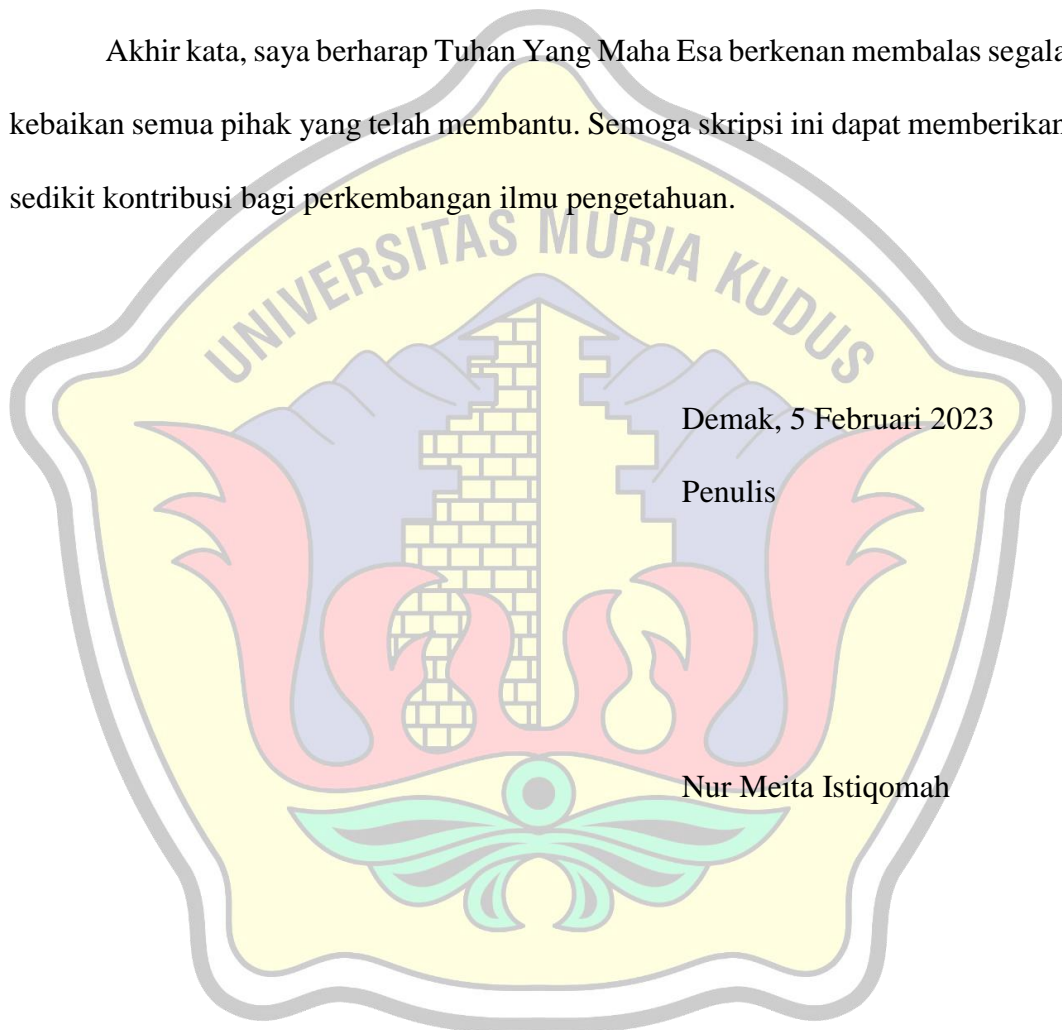 Akhir kata, saya berharap Tuhan Yang Maha Esa berkenan membalas segala
kebaikan semua pihak yang telah membantu. Semoga skripsi ini dapat memberikan
sedikit kontribusi bagi perkembangan ilmu pengetahuan.
UNIVERSITAS MURIA KUDUS
Demak, 5 Februari 2023
Penulis
Nur Meita Istiqomah